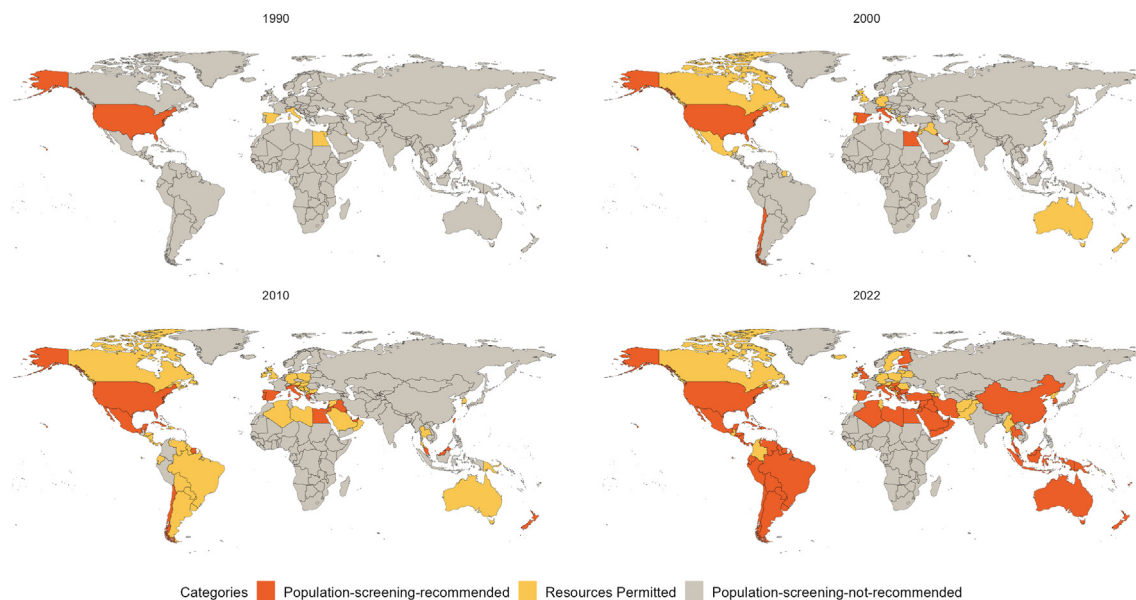 1990
2000
2010
2022
Categories Population-screening-recommended Resources Permitted Population-screening-not-recommended